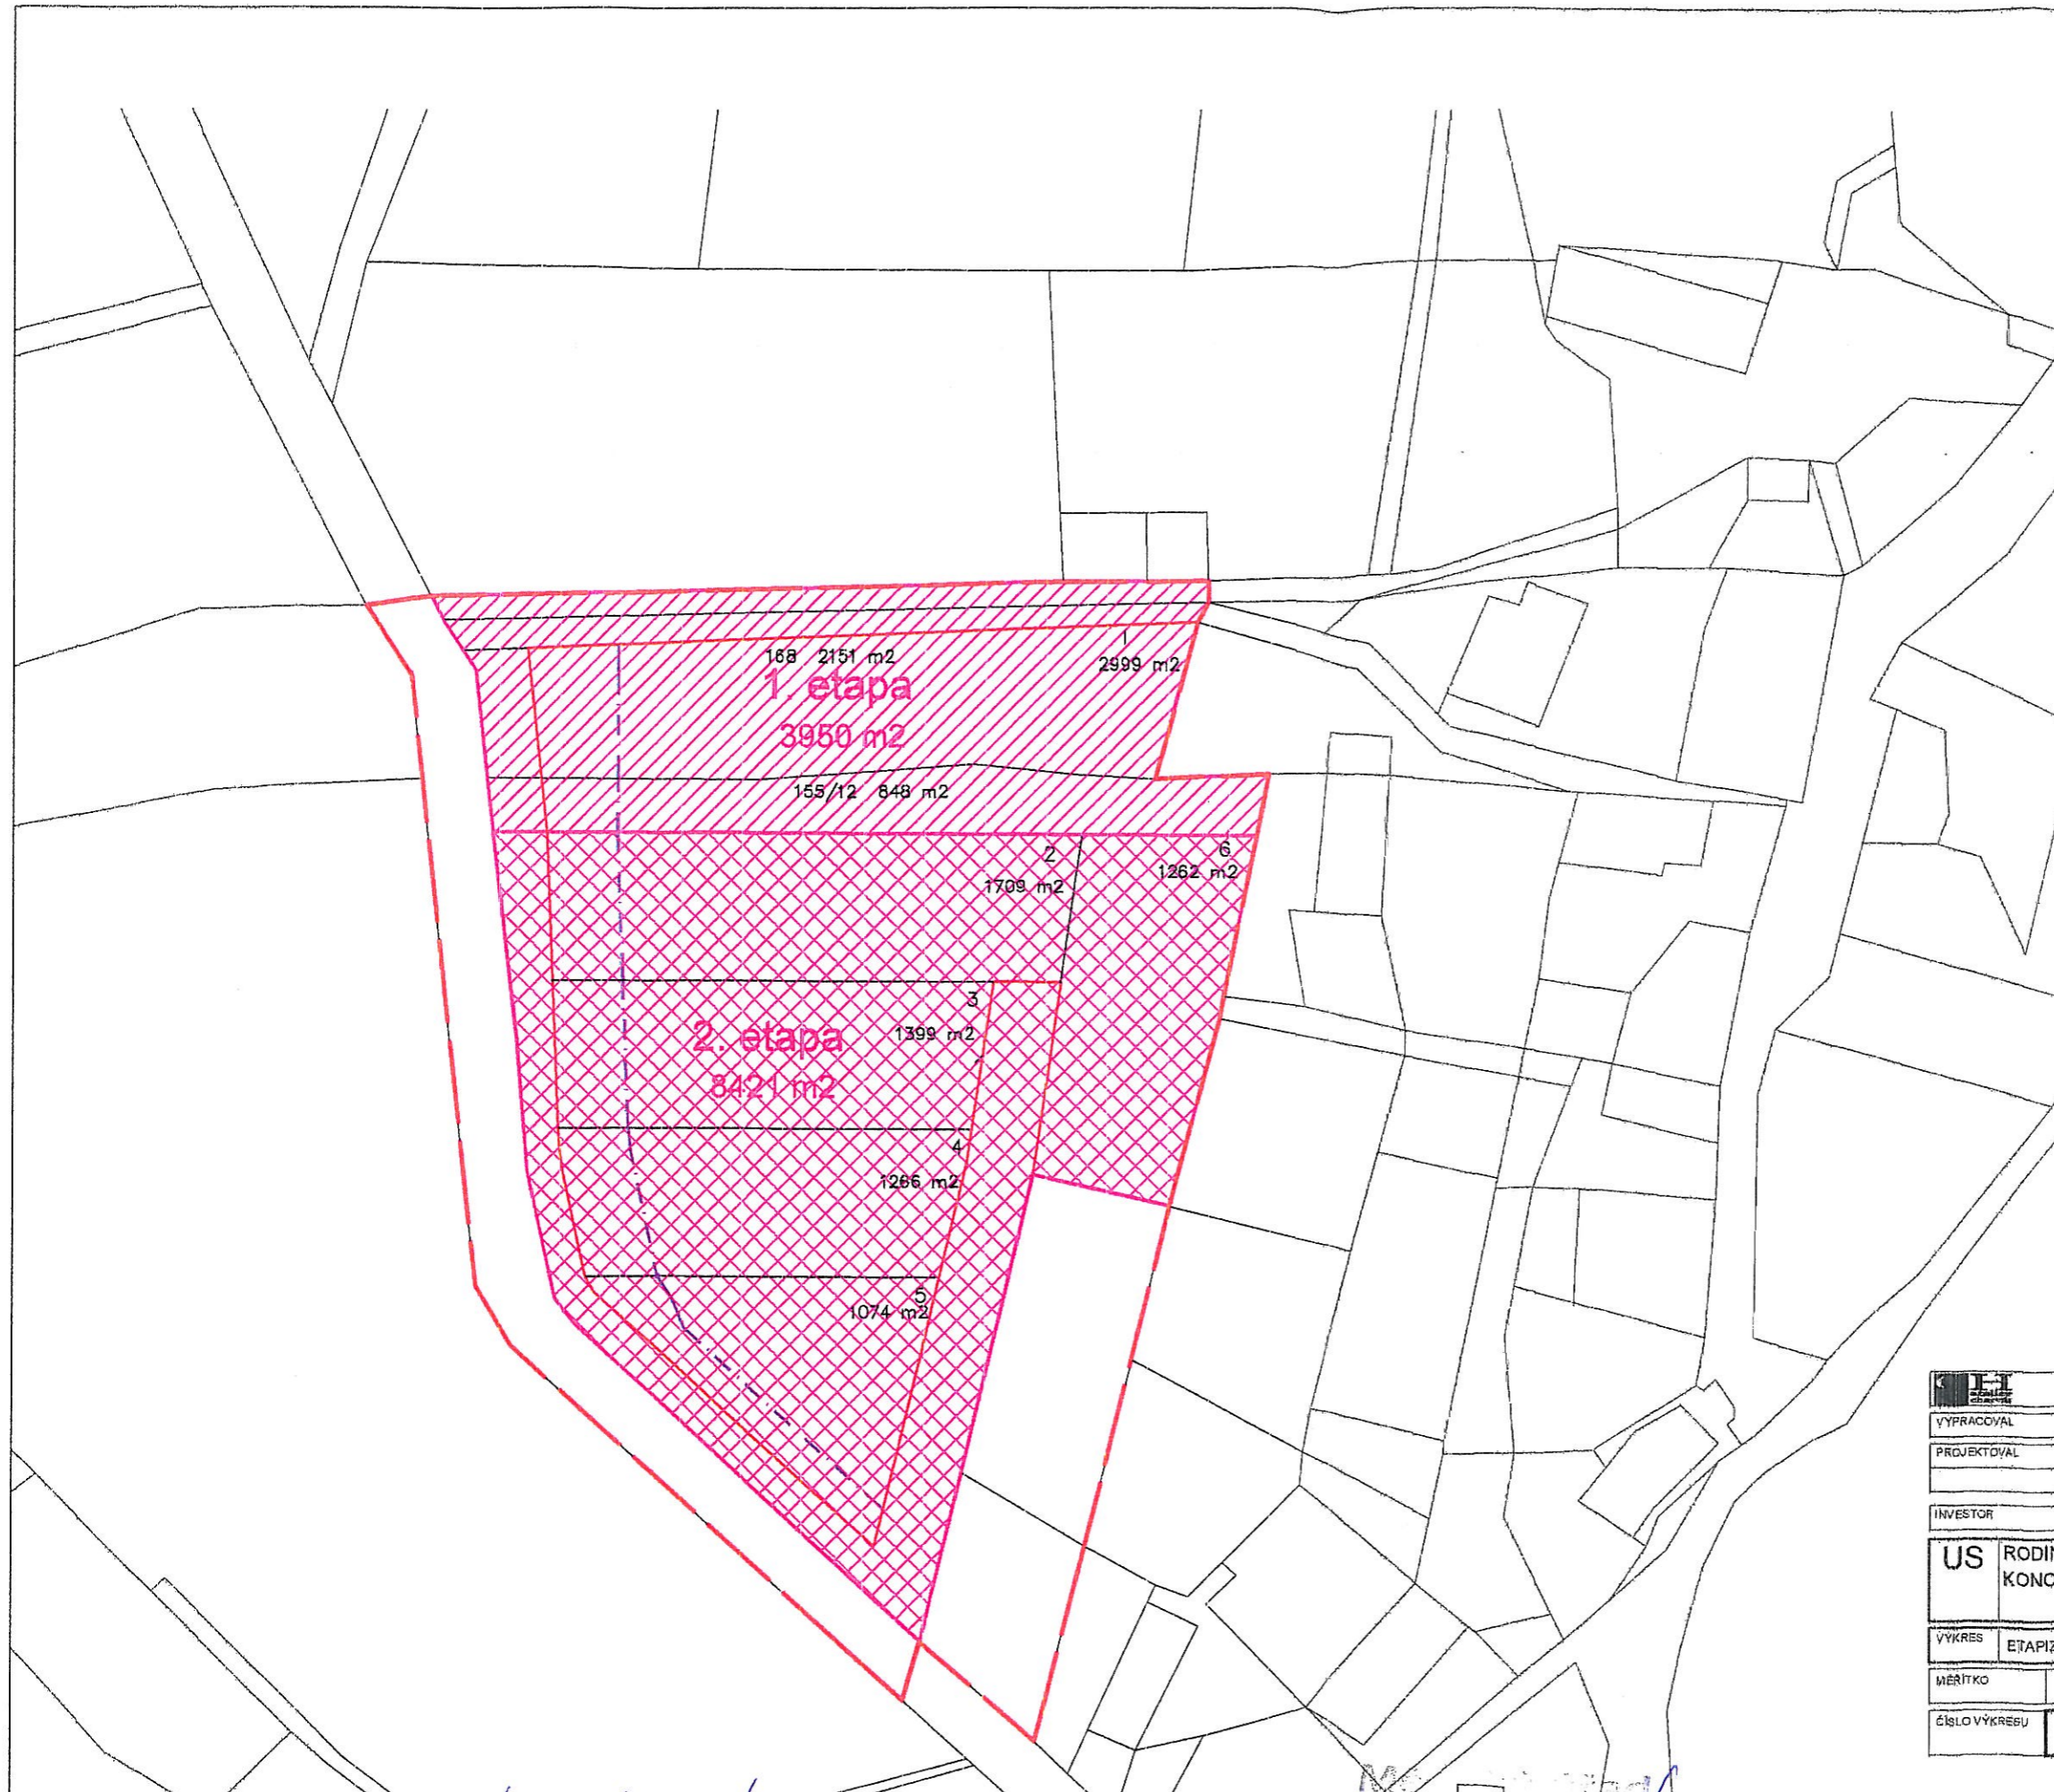 1
168 2151 m2
2999 m2
1. etapa
3950 m2
155/12 848 m2
2
1709 m2
6
1262 m2
3
1399 m2
2. etapa
8421 m2
4
1266 m2
5
1074 m2
H
atelier
VYPRACOVAL
PROJEKTOVAL
INVESTOR
US
RODIN
KONC
VÝKRES
ETAPIZ
MĚŘÍTKO
ČÍSLO VÝKRESU